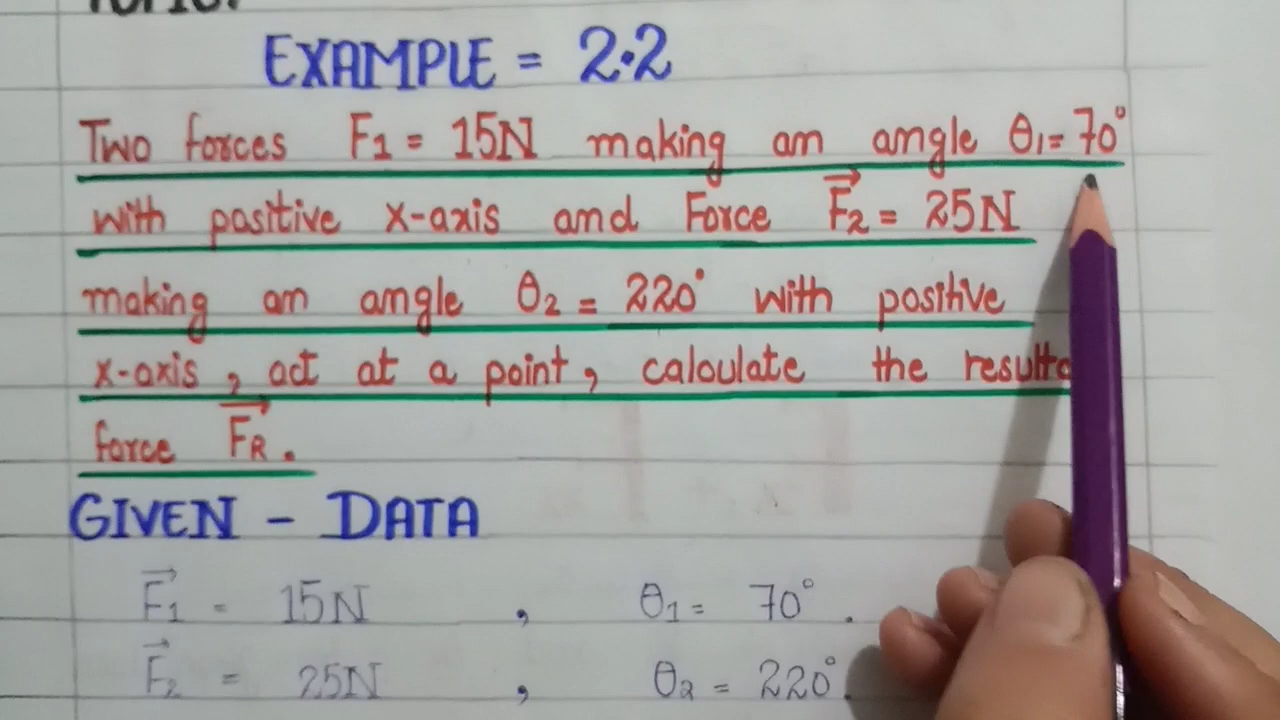 EXAMPLE = 2.2
Two forces F1 = 15N making an angle θ1= 70°
with positive x-axis and Force F2 = 25N
making an angle θ2 = 220° with positive
x-axis, act at a point, caloulate the
force FR.
GIVEN - DATA
F1 = 15N , θ1 = 70°.
F2 = 25N , θ2 = 220°.